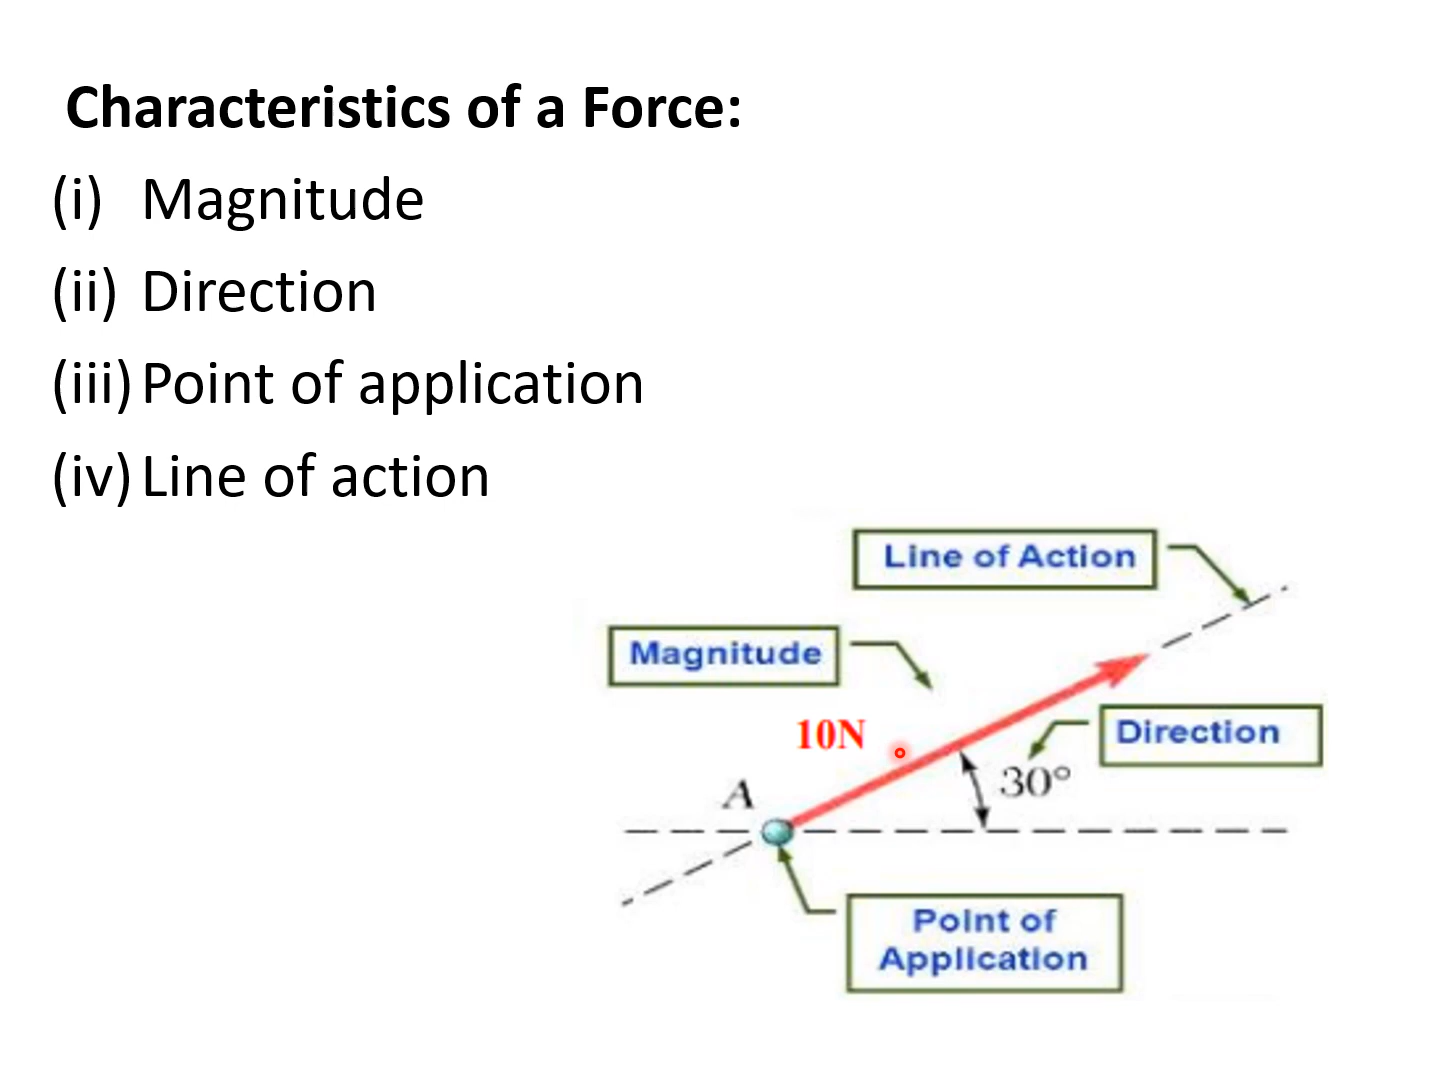 Characteristics of a Force:
(i) Magnitude
(ii) Direction
(iii) Point of application
(iv) Line of action
Line of Action
Magnitude
10N
Direction
30°
A
Point of
Application